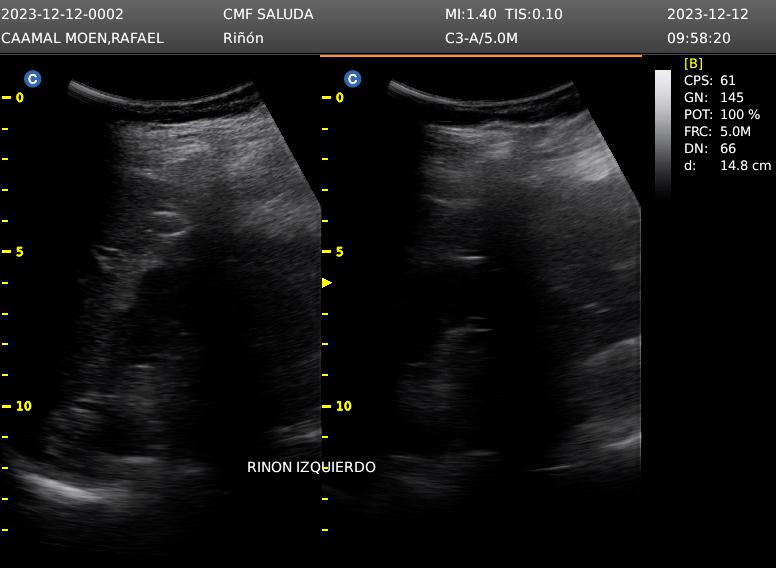 2023-12-12-0002 CMF SALUDA MI:1.40 TIS:0.10 2023-12-12
CAAMAL MOEN,RAFAEL Riñón C3-A/5.0M 09:58:20
C C [B]
0 0 CPS: 61
GN: 145
POT: 100 %
FRC: 5.0M
DN: 66
d: 14.8 cm
5 5
10 10
RINON IZQUIERDO